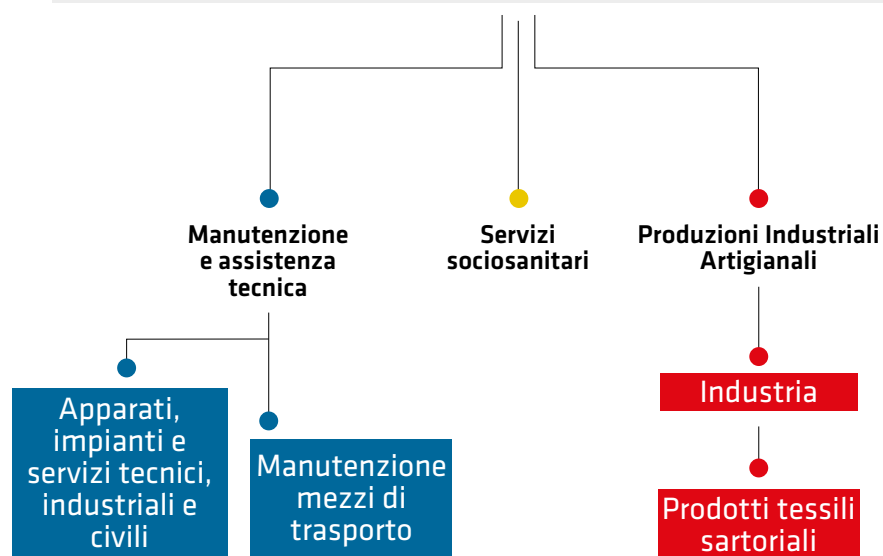 Manutenzione
e assistenza
tecnica
Servizi
sociosanitari
Produzioni Industriali
Artigianali
Apparati,
impianti e
servizi tecnici,
industriali e
civili
Manutenzione
mezzi di
trasporto
Industria
Prodotti tessili
sartoriali